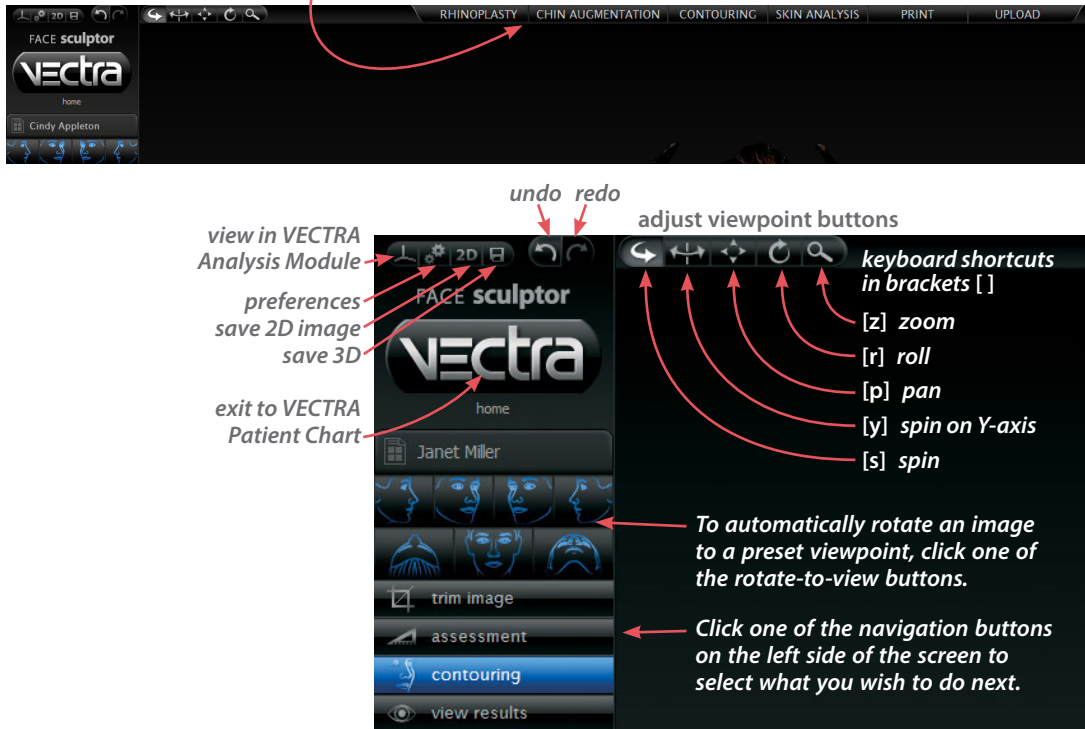 2D
RHINOPLASTY CHIN AUGMENTATION CONTOURING SKIN ANALYSIS PRINT UPLOAD
FACE sculptor
vectra
home
Cindy Appleton
undo redo
view in VECTRA
Analysis Module
preferences
save 2D image
save 3D
exit to VECTRA
Patient Chart
adjust viewpoint buttons
2D
FACE sculptor
vectra
home
Janet Miller
trim image
assessment
contouring
view results
keyboard shortcuts
in brackets [ ]
[z] zoom
[r] roll
[p] pan
[y] spin on Y-axis
[s] spin
To automatically rotate an image
to a preset viewpoint, click one of
the rotate-to-view buttons.
Click one of the navigation buttons
on the left side of the screen to
select what you wish to do next.